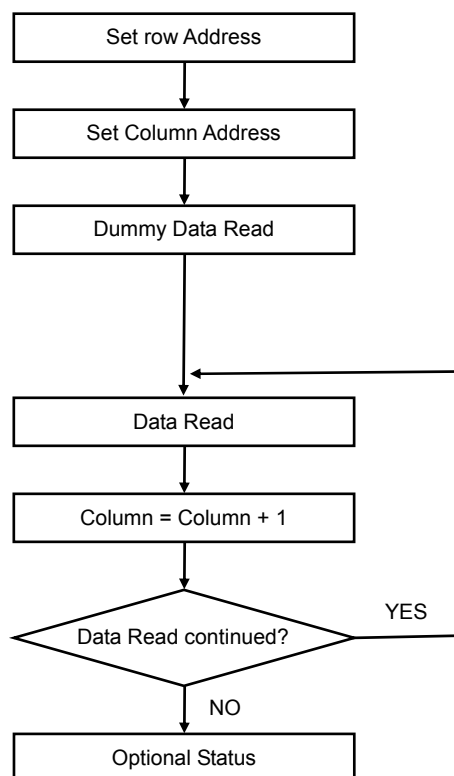 Set row Address
Set Column Address
Dummy Data Read
Data Read
Column = Column + 1
Data Read continued?
YES
NO
Optional Status